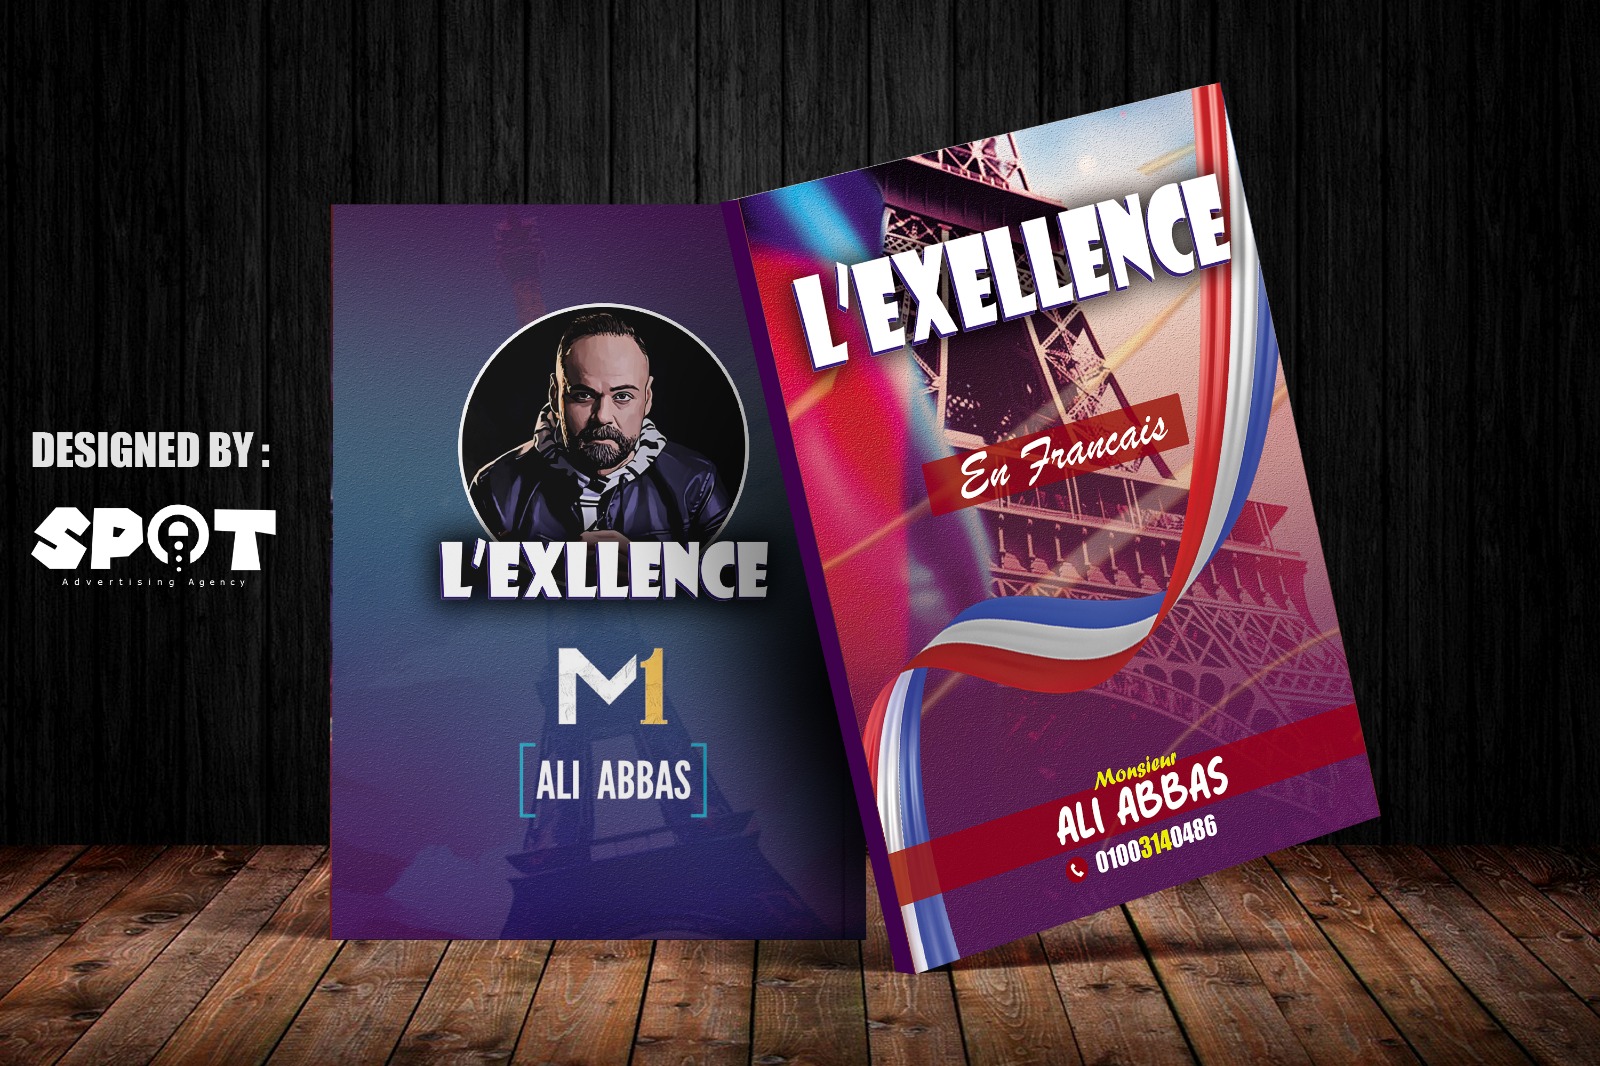 DESIGNED BY :
SPOT
Advertising Agency
L'EXLLENCE
M1
ALI ABBAS
L'EXELLENCE
En Francais
Monsieur
ALI ABBAS
01003140486